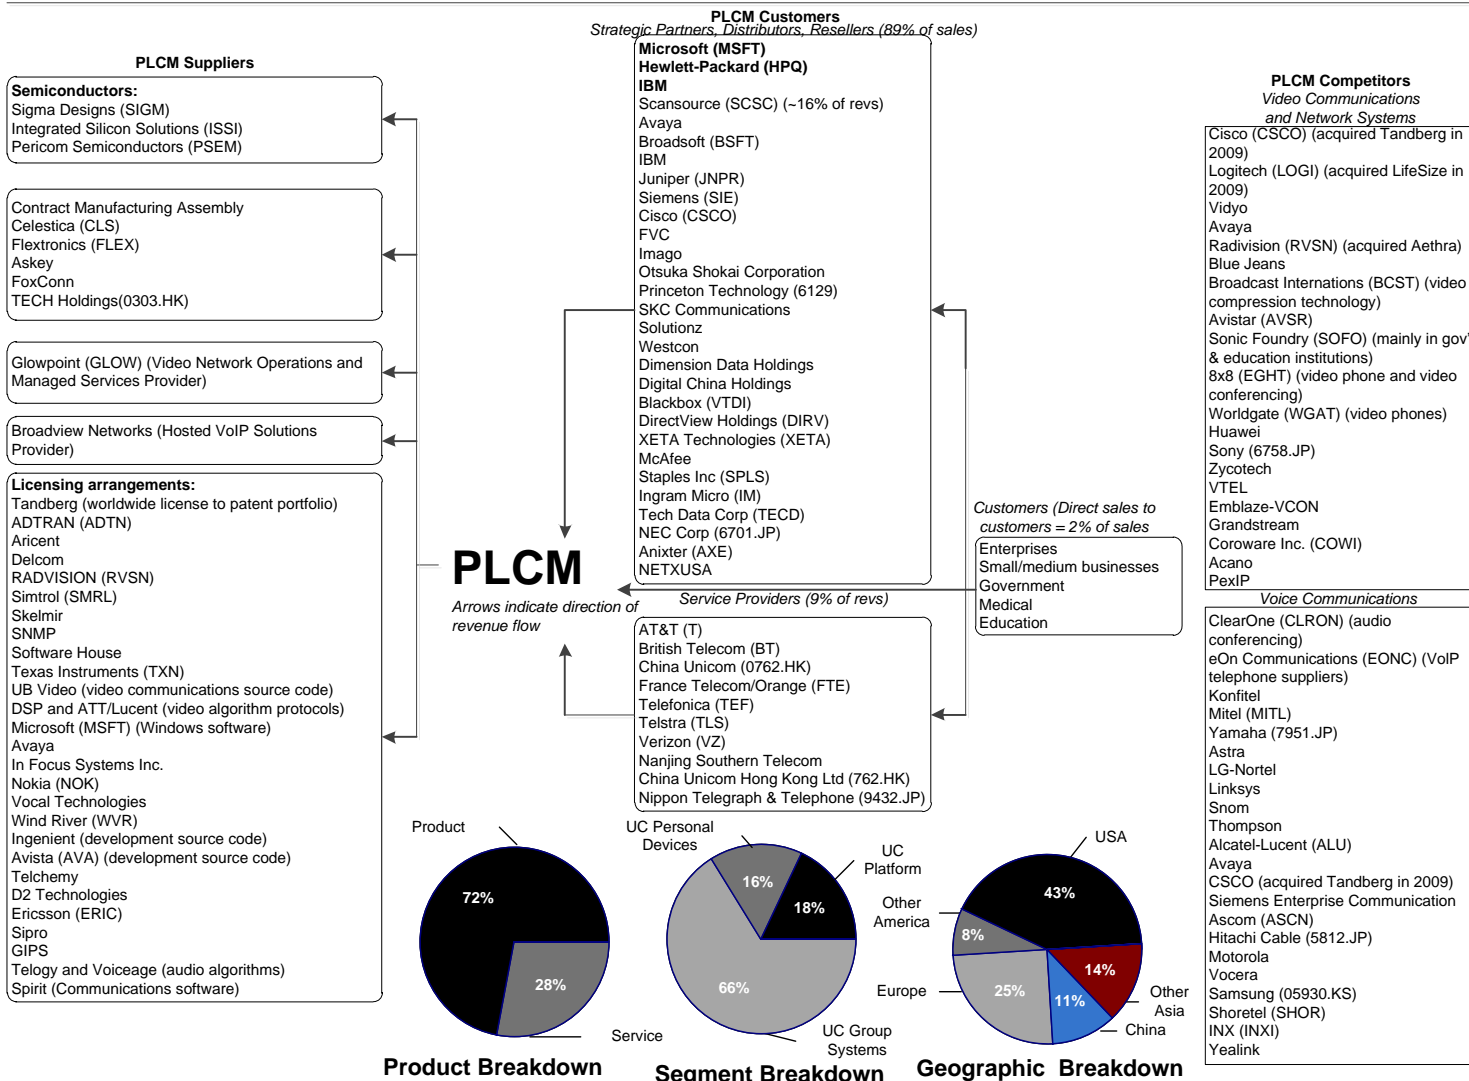 PLCM Customers
Strategic Partners, Distributors, Resellers (89% of sales)
Microsoft (MSFT)
Hewlett-Packard (HPQ)
IBM
Scansource (SCSC) (~16% of revs)
Avaya
Broadsoft (BSFT)
IBM
Juniper (JNPR)
Siemens (SIE)
Cisco (CSCO)
FVC
Imago
Otsuka Shokai Corporation
Princeton Technology (6129)
SKC Communications
Solutionz
Westcon
Dimension Data Holdings
Digital China Holdings
Blackbox (VTDI)
DirectView Holdings (DIRV)
XETA Technologies (XETA)
McAfee
Staples Inc (SPLS)
Ingram Micro (IM)
Tech Data Corp (TECD)
NEC Corp (6701.JP)
Anixter (AXE)
NETXUSA
PLCM Suppliers
Semiconductors:
Sigma Designs (SIGM)
Integrated Silicon Solutions (ISSI)
Pericom Semiconductors (PSEM)
Contract Manufacturing Assembly
Celestica (CLS)
Flextronics (FLEX)
Askey
FoxConn
TECH Holdings(0303.HK)
Glowpoint (GLOW) (Video Network Operations and
Managed Services Provider)
Broadview Networks (Hosted VoIP Solutions
Provider)
Licensing arrangements:
Tandberg (worldwide license to patent portfolio)
ADTRAN (ADTN)
Aricent
Delcom
RADVISION (RVSN)
Simtrol (SMRL)
Skelmir
SNMP
Software House
Texas Instruments (TXN)
UB Video (video communications source code)
DSP and ATT/Lucent (video algorithm protocols)
Microsoft (MSFT) (Windows software)
Avaya
In Focus Systems Inc.
Nokia (NOK)
Vocal Technologies
Wind River (WVR)
Ingenient (development source code)
Avista (AVA) (development source code)
Telchemy
D2 Technologies
Ericsson (ERIC)
Sipro
GIPS
Telogy and Voiceage (audio algorithms)
Spirit (Communications software)
PLCM
Arrows indicate direction of
revenue flow
Service Providers (9% of revs)
AT&T (T)
British Telecom (BT)
China Unicom (0762.HK)
France Telecom/Orange (FTE)
Telefonica (TEF)
Telstra (TLS)
Verizon (VZ)
Nanjing Southern Telecom
China Unicom Hong Kong Ltd (762.HK)
Nippon Telegraph & Telephone (9432.JP)
Customers (Direct sales to
customers = 2% of sales
Enterprises
Small/medium businesses
Government
Medical
Education
PLCM Competitors
Video Communications
and Network Systems
Cisco (CSCO) (acquired Tandberg in
2009)
Logitech (LOGI) (acquired LifeSize in
2009)
Vidyo
Avaya
Radivision (RVSN) (acquired Aethra)
Blue Jeans
Broadcast Internations (BCST) (video
compression technology)
Avistar (AVSR)
Sonic Foundry (SOFO) (mainly in gov'
& education institutions)
8x8 (EGHT) (video phone and video
conferencing)
Worldgate (WGAT) (video phones)
Huawei
Sony (6758.JP)
Zycotech
VTEL
Emblaze-VCON
Grandstream
Coroware Inc. (COWI)
Acano
PexIP
Voice Communications
ClearOne (CLRON) (audio
conferencing)
eOn Communications (EONC) (VoIP
telephone suppliers)
Konfitel
Mitel (MITL)
Yamaha (7951.JP)
Astra
LG-Nortel
Linksys
Snom
Thompson
Alcatel-Lucent (ALU)
Avaya
CSCO (acquired Tandberg in 2009)
Siemens Enterprise Communication
Ascom (ASCN)
Hitachi Cable (5812.JP)
Motorola
Vocera
Samsung (05930.KS)
Shoretel (SHOR)
INX (INXI)
Yealink
Product
72%
28%
Service
Product Breakdown
UC Personal
Devices
UC
Platform
16%
18%
66%
UC Group
Systems
Segment Breakdown
USA
43%
Other
America
8%
14%
Europe
25%
11%
Other
Asia
China
Geographic Breakdown